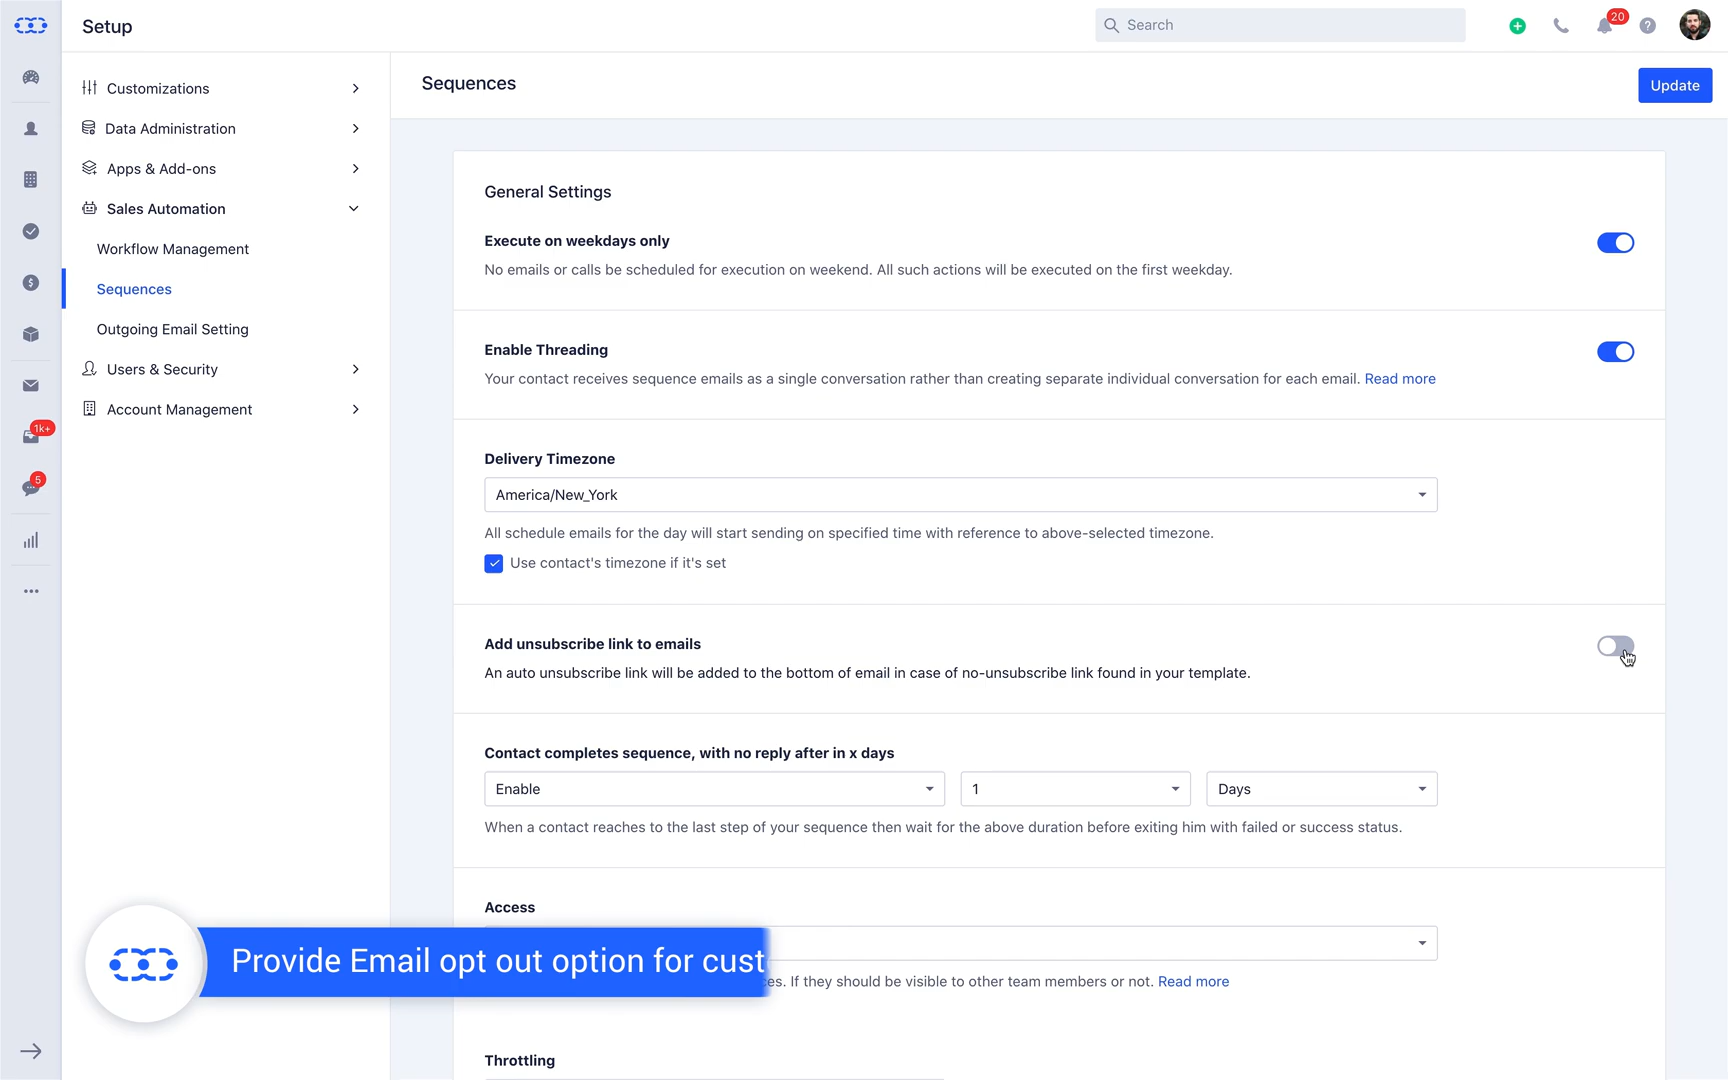 Setup
Search
20
Customizations
Data Administration
Apps & Add-ons
Sales Automation
Workflow Management
Sequences
Outgoing Email Setting
Users & Security
Account Management
1k+
5
Sequences
Update
General Settings
Execute on weekdays only
No emails or calls be scheduled for execution on weekend. All such actions will be executed on the first weekday.
Enable Threading
Your contact receives sequence emails as a single conversation rather than creating separate individual conversation for each email. Read more
Delivery Timezone
America/New_York
All schedule emails for the day will start sending on specified time with reference to above-selected timezone.
Use contact's timezone if it's set
Add unsubscribe link to emails
An auto unsubscribe link will be added to the bottom of email in case of no-unsubscribe link found in your template.
Contact completes sequence, with no reply after in x days
Enable
1
Days
When a contact reaches to the last step of your sequence then wait for the above duration before exiting him with failed or success status.
Access
Provide Email opt out option for cust
If they should be visible to other team members or not. Read more
Throttling